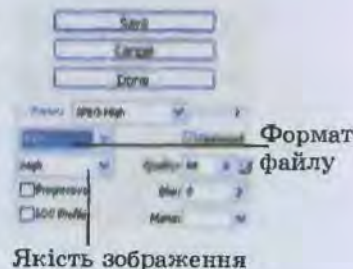 Save
Cancel
Done
Preset: JPEG High
High Quality: 60
Progressive Blur: 0
ICC Profile Matte:
Формат
файлу
Якість зображення